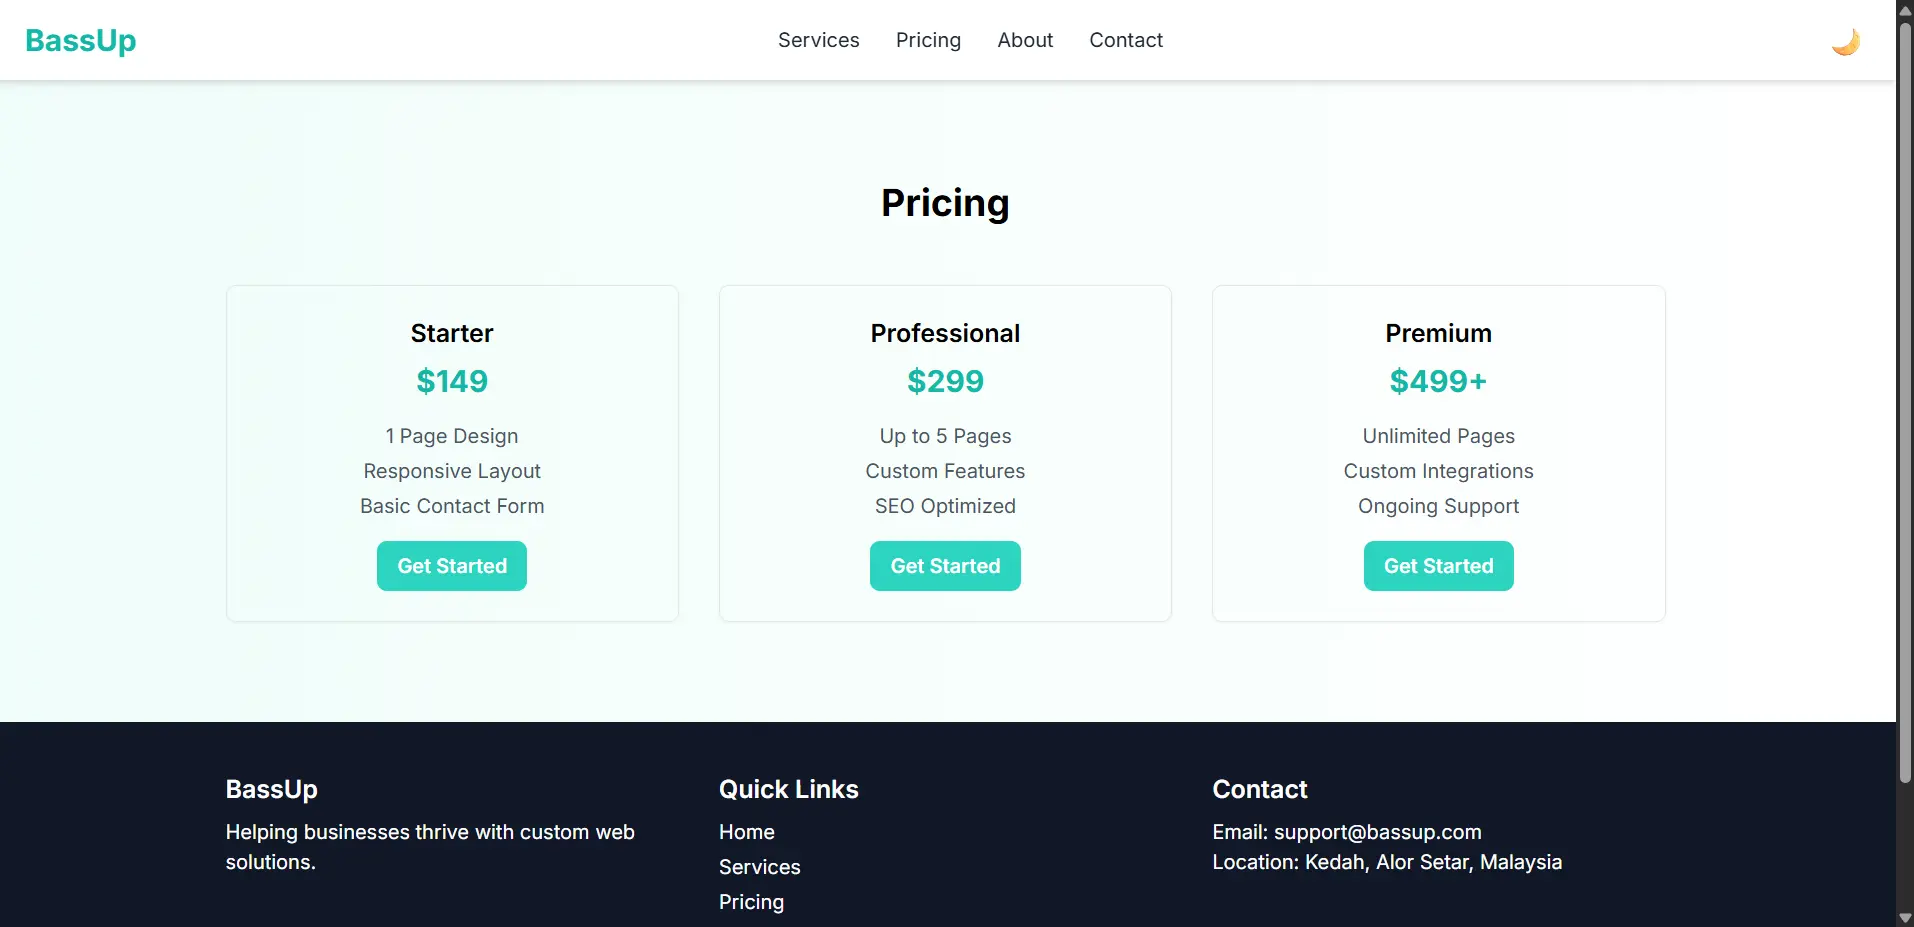 BassUp
Services
Pricing
About
Contact
Pricing
Starter
$149
1 Page Design
Responsive Layout
Basic Contact Form
Get Started
Professional
$299
Up to 5 Pages
Custom Features
SEO Optimized
Get Started
Premium
$499+
Unlimited Pages
Custom Integrations
Ongoing Support
Get Started
BassUp
Helping businesses thrive with custom web
solutions.
Quick Links
Home
Services
Pricing
Contact
Email: support@bassup.com
Location: Kedah, Alor Setar, Malaysia